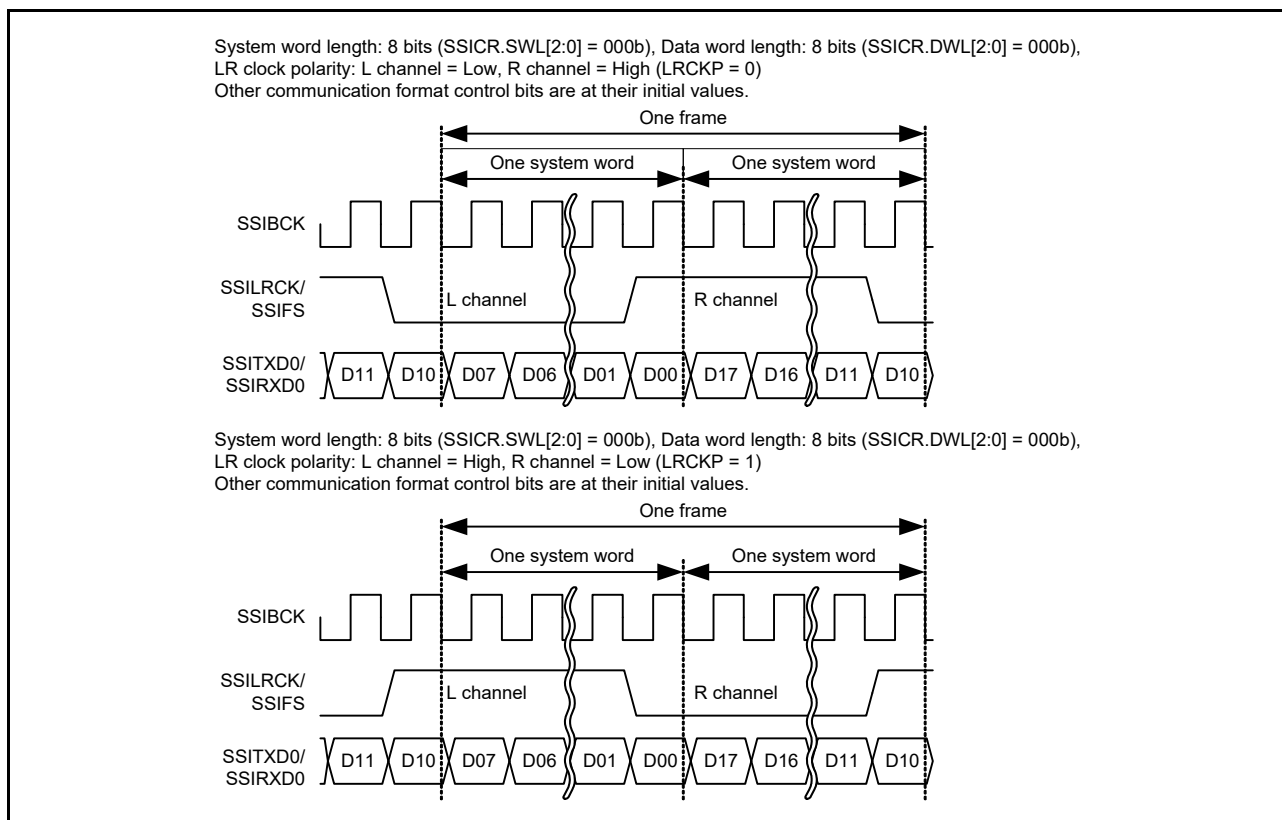 System word length: 8 bits (SSICR.SWL[2:0] = 000b), Data word length: 8 bits (SSICR.DWL[2:0] = 000b),
LR clock polarity: L channel = Low, R channel = High (LRCKP = 0)
Other communication format control bits are at their initial values.
One frame
One system word One system word
SSIBCK
SSILRCK/
SSIFS
L channel R channel
SSITXD0/
SSIRXD0
D11 D10 D07 D06 D01 D00 D17 D16 D11 D10
System word length: 8 bits (SSICR.SWL[2:0] = 000b), Data word length: 8 bits (SSICR.DWL[2:0] = 000b),
LR clock polarity: L channel = High, R channel = Low (LRCKP = 1)
Other communication format control bits are at their initial values.
One frame
One system word One system word
SSIBCK
SSILRCK/
SSIFS
L channel R channel
SSITXD0/
SSIRXD0
D11 D10 D07 D06 D01 D00 D17 D16 D11 D10